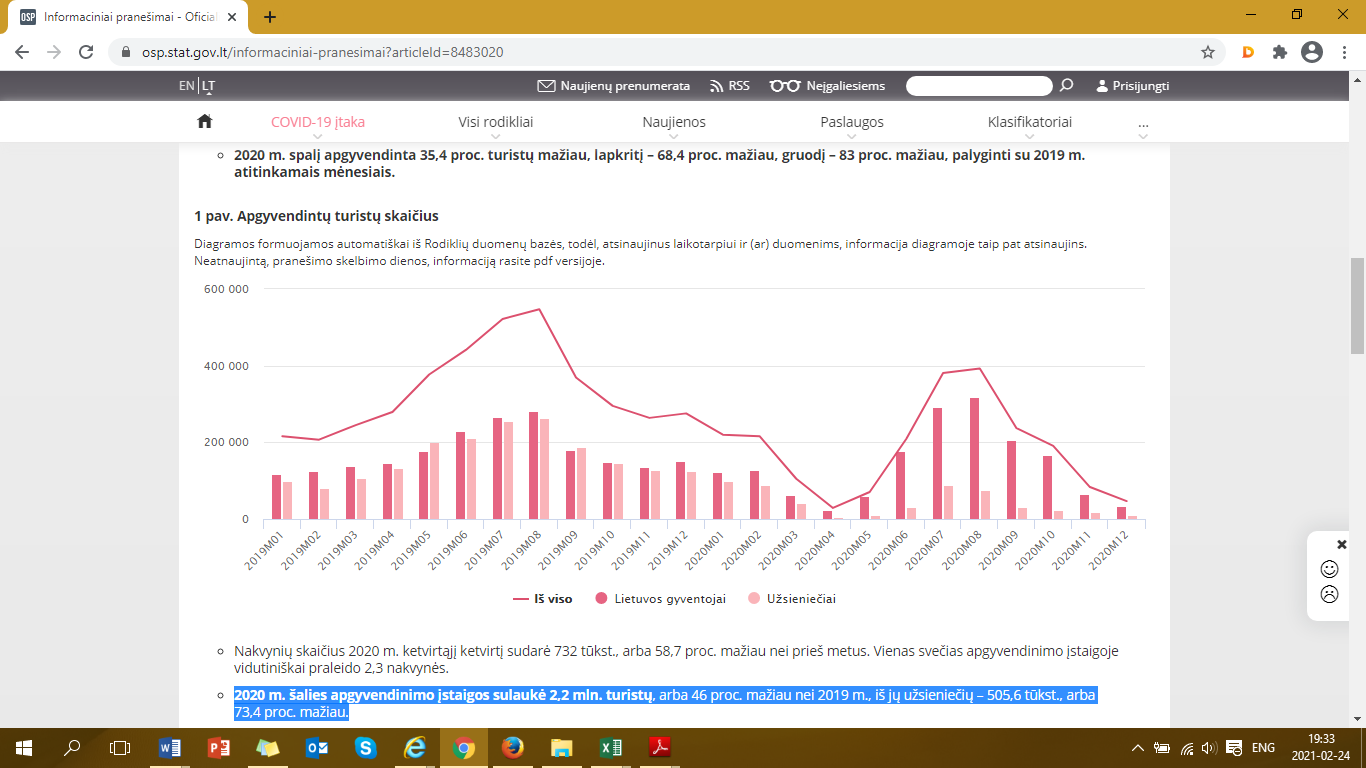 OSP Informaciniai pranešimai - Oficial
osp.stat.gov.lt/informaciniai-pranesimai?articleId=8483020
EN LT Naujienų prenumerata RSS Neįgaliesiems Prisijungti
COVID-19 įtaka Visi rodikliai Naujienos Paslaugos Klasifikatoriai ...
2020 m. spalį apgyvendinta 35,4 proc. turistų mažiau, lapkritį – 68,4 proc. mažiau, gruodį – 83 proc. mažiau, palyginti su 2019 m.
atitinkamais mėnesiais.
1 pav. Apgyvendintų turistų skaičius
Diagramos formuojamos automatiškai iš Rodiklių duomenų bazės, todėl, atsinaujinus laikotarpiui ir (ar) duomenims, informacija diagramoje taip pat atsinaujins.
Neatnaujintą, pranešimo skelbimo dienos, informaciją rasite pdf versijoje.
600 000
400 000
200 000
0
2019M01 2019M02 2019M03 2019M04 2019M05 2019M06 2019M07 2019M08 2019M09 2019M10 2019M11 2019M12 2020M01 2020M02 2020M03 2020M04 2020M05 2020M06 2020M07 2020M08 2020M09 2020M10 2020M11 2020M12
Iš viso Lietuvos gyventojai Užsieniečiai
Nakvynių skaičius 2020 m. ketvirtąjį ketvirtį sudarė 732 tūkst., arba 58,7 proc. mažiau nei prieš metus. Vienas svečias apgyvendinimo įstaigoje
vidutiniškai praleido 2,3 nakvynės.
2020 m. šalies apgyvendinimo įstaigos sulaukė 2,2 mln. turistų, arba 46 proc. mažiau nei 2019 m., iš jų užsieniečių – 505,6 tūkst., arba
73,4 proc. mažiau.
ENG 19:33
2021-02-24